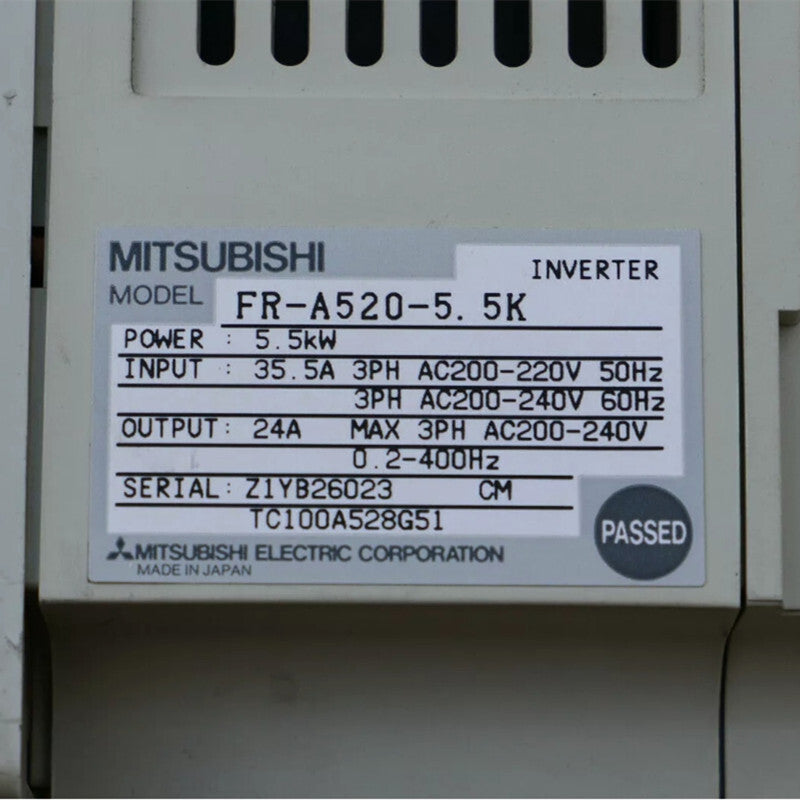 MITSUBISHI
INVERTER
MODEL FR-A520-5.5K
POWER : 5.5kW
INPUT : 35.5A 3PH AC200-220V 50Hz
3PH AC200-240V 60Hz
OUTPUT: 24A MAX 3PH AC200-240V
0.2-400Hz
SERIAL: Z1YB26023 CM
TC100A528G51
PASSED
MITSUBISHI ELECTRIC CORPORATION
MADE IN JAPAN